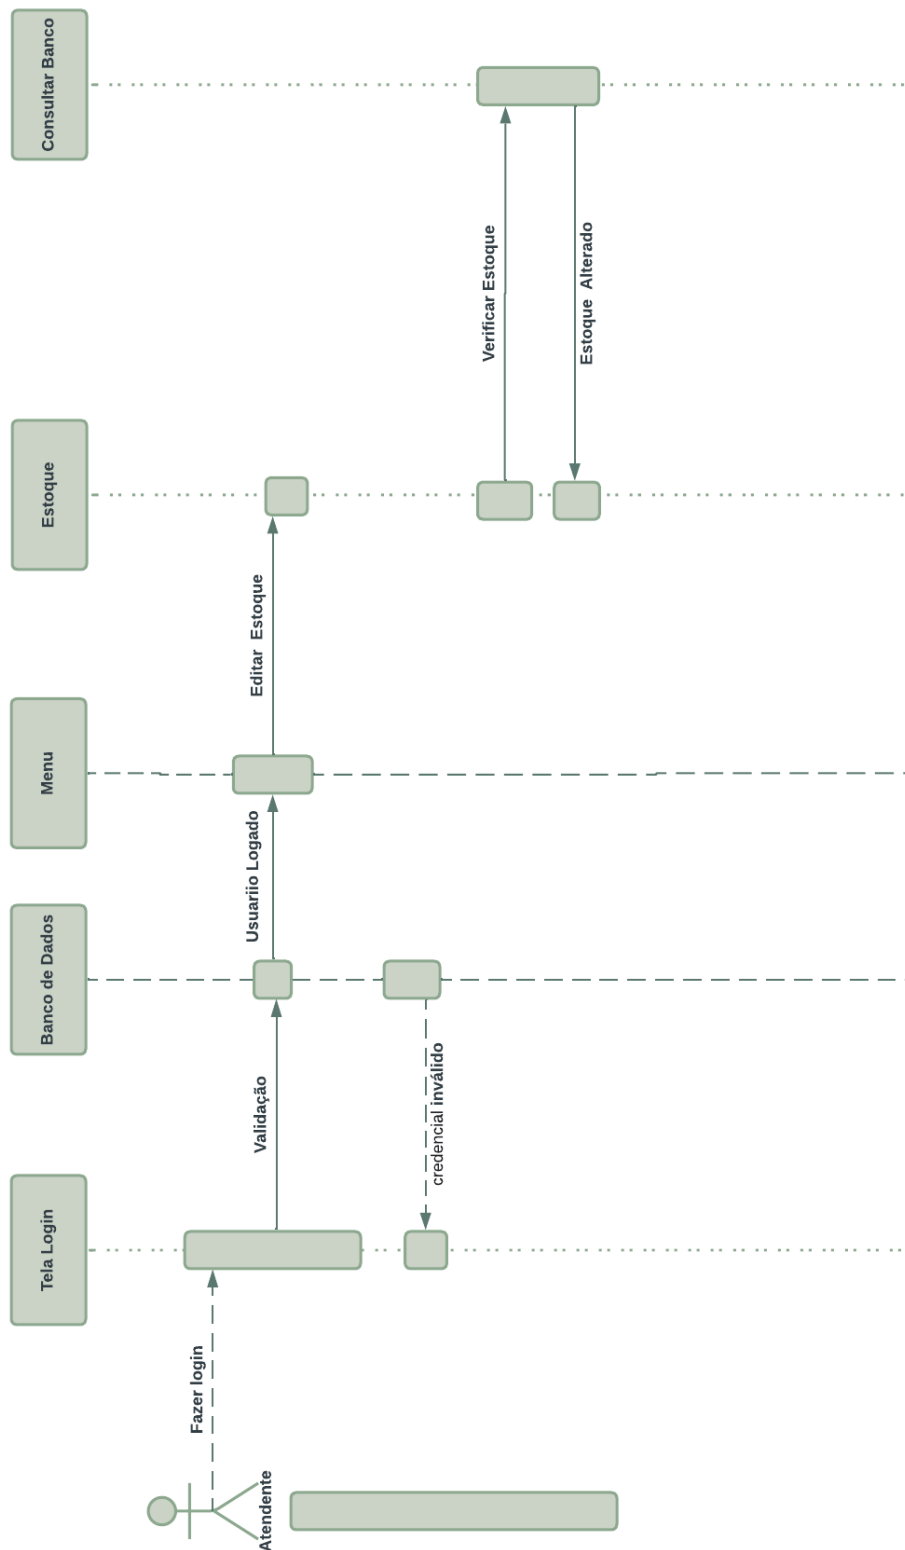 Atendente
Tela Login
Banco de Dados
Menu
Estoque
Consultar Banco
Fazer login
Validação
Usuariio Logado
Editar Estoque
credencial inválido
Verificar Estoque
Estoque Alterado